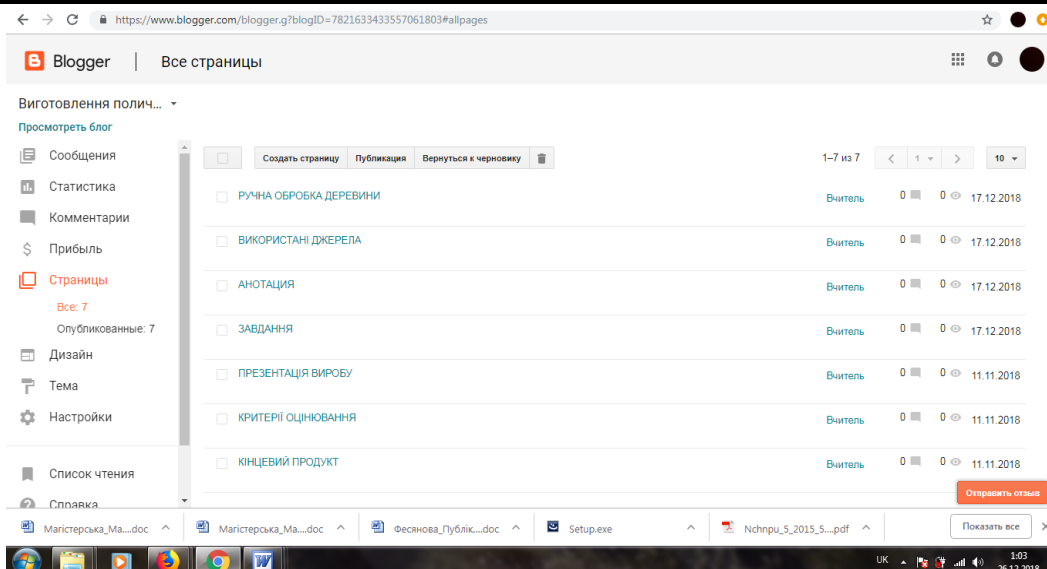 https://www.blogger.com/blogger.g?blogID=7821633433557061803#allpages
Blogger | Все страницы
Виготовлення полич...
Просмотреть блог
Сообщения
Статистика
Комментарии
Прибыль
Страницы
Все: 7
Опубликованные: 7
Дизайн
Тема
Настройки
Список чтения
Справка
Создать страницу Публикация Вернуться к черновику 1–7 из 7 1 10
РУЧНА ОБРОБКА ДЕРЕВИНИ Вчитель 0 0 17.12.2018
ВИКОРИСТАНІ ДЖЕРЕЛА Вчитель 0 0 17.12.2018
АНОТАЦИЯ Вчитель 0 0 17.12.2018
ЗАВДАННЯ Вчитель 0 0 17.12.2018
ПРЕЗЕНТАЦІЯ ВИРОБУ Вчитель 0 0 11.11.2018
КРИТЕРІЇ ОЦІНЮВАННЯ Вчитель 0 0 11.11.2018
КІНЦЕВИЙ ПРОДУКТ Вчитель 0 0 11.11.2018
Отправить отзыв
Магістерська_Ма....doc Магістерська_Ма....doc Фесянова_Публік....doc Setup.exe Nchnpu_5_2015_5....pdf Показать все
UK 1:03
26.12.2018